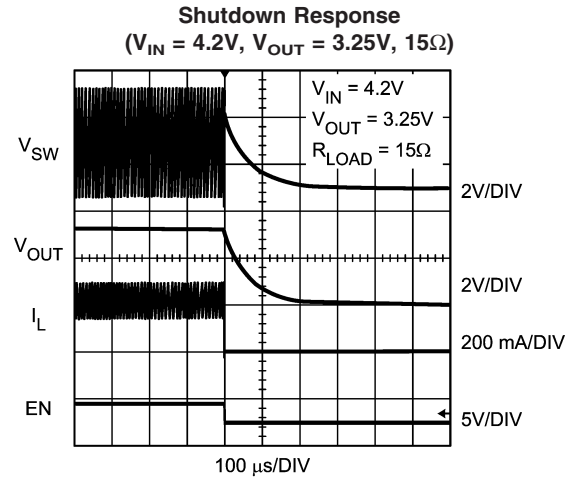 Shutdown Response
(VIN = 4.2V, VOUT = 3.25V, 15Ω)
VIN = 4.2V
VOUT = 3.25V
RLOAD = 15Ω
VSW
2V/DIV
VOUT
2V/DIV
IL
200 mA/DIV
EN
5V/DIV
100 μs/DIV